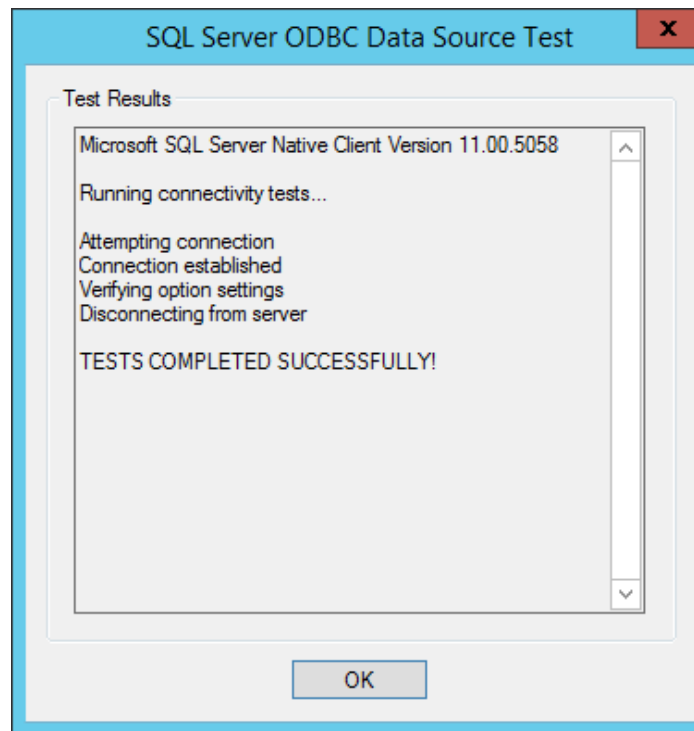 SQL Server ODBC Data Source Test
x
Test Results
Microsoft SQL Server Native Client Version 11.00.5058
Running connectivity tests...
Attempting connection
Connection established
Verifying option settings
Disconnecting from server
TESTS COMPLETED SUCCESSFULLY!
OK